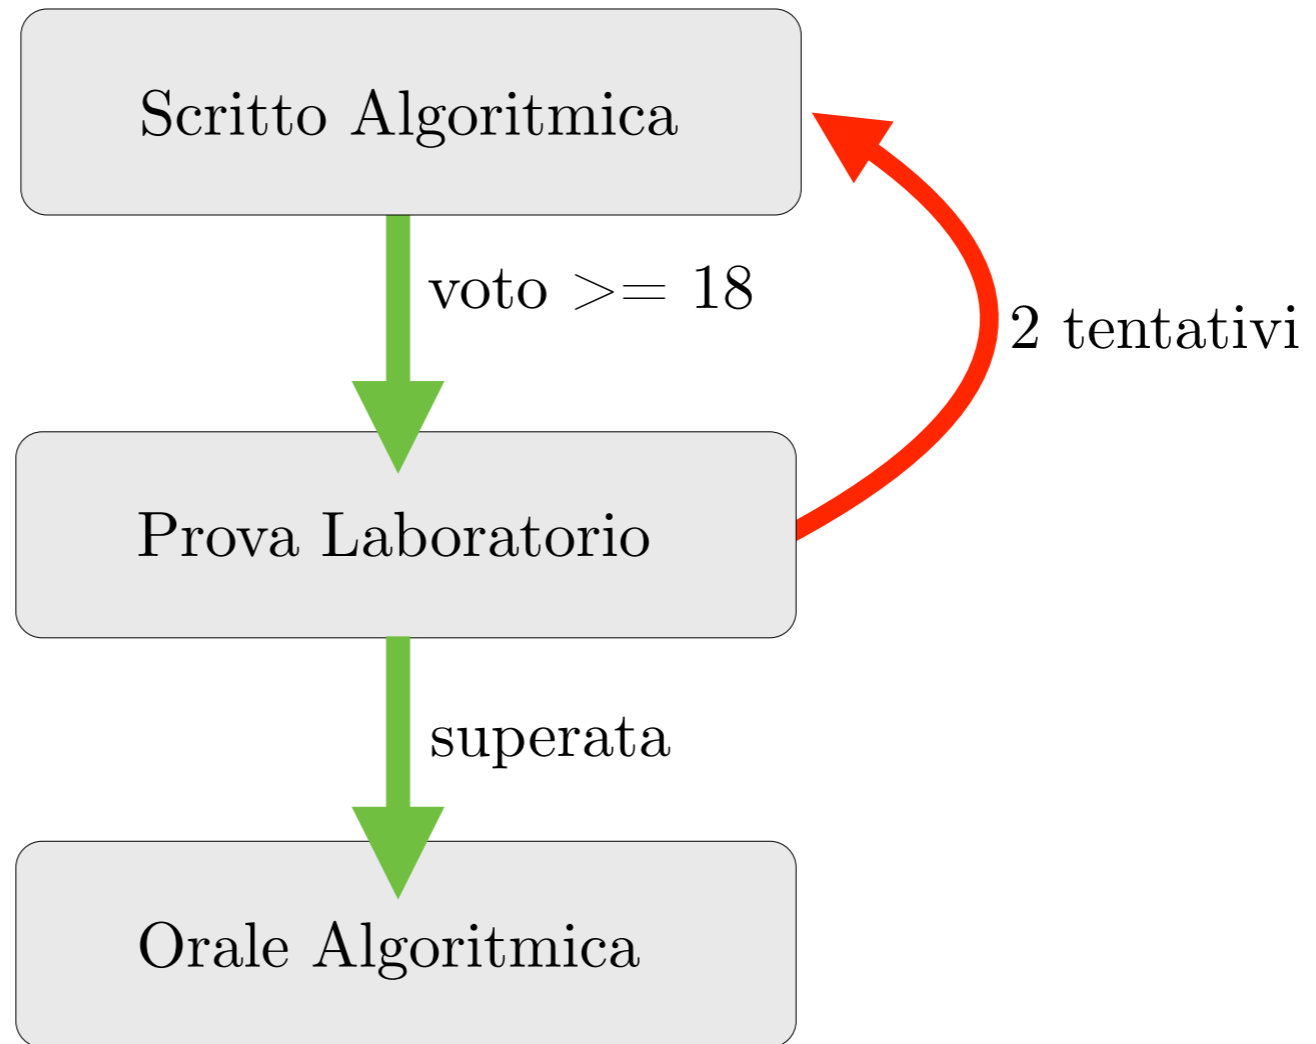 Scritto Algoritmica
voto >= 18
2 tentativi
Prova Laboratorio
superata
Orale Algoritmica